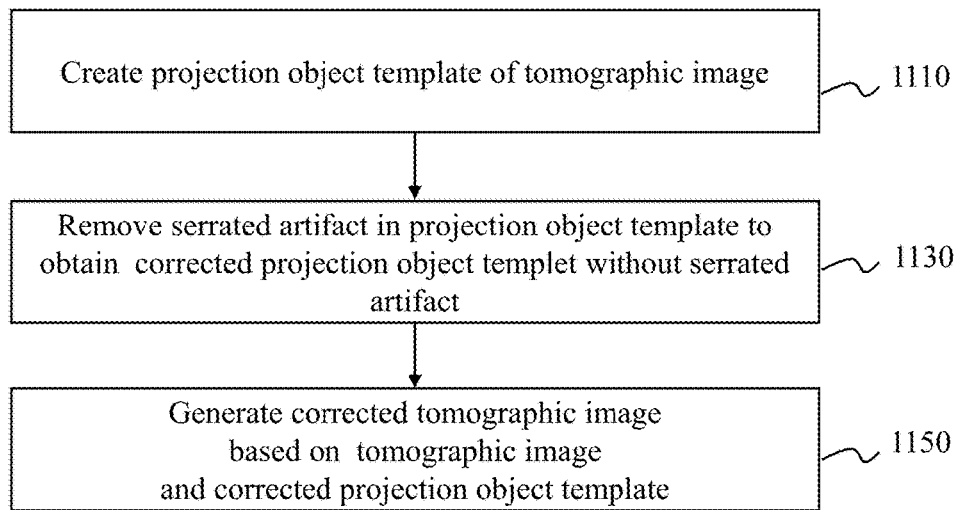 Create projection object template of tomographic image
1110
Remove serrated artifact in projection object template to
obtain corrected projection object templet without serrated
artifact
1130
Generate corrected tomographic image
based on tomographic image
and corrected projection object template
1150